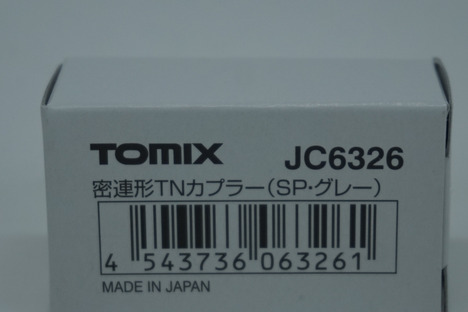 TOMIX JC6326
密連形TNカプラー(SP・グレー)
4 543736 063261
MADE IN JAPAN